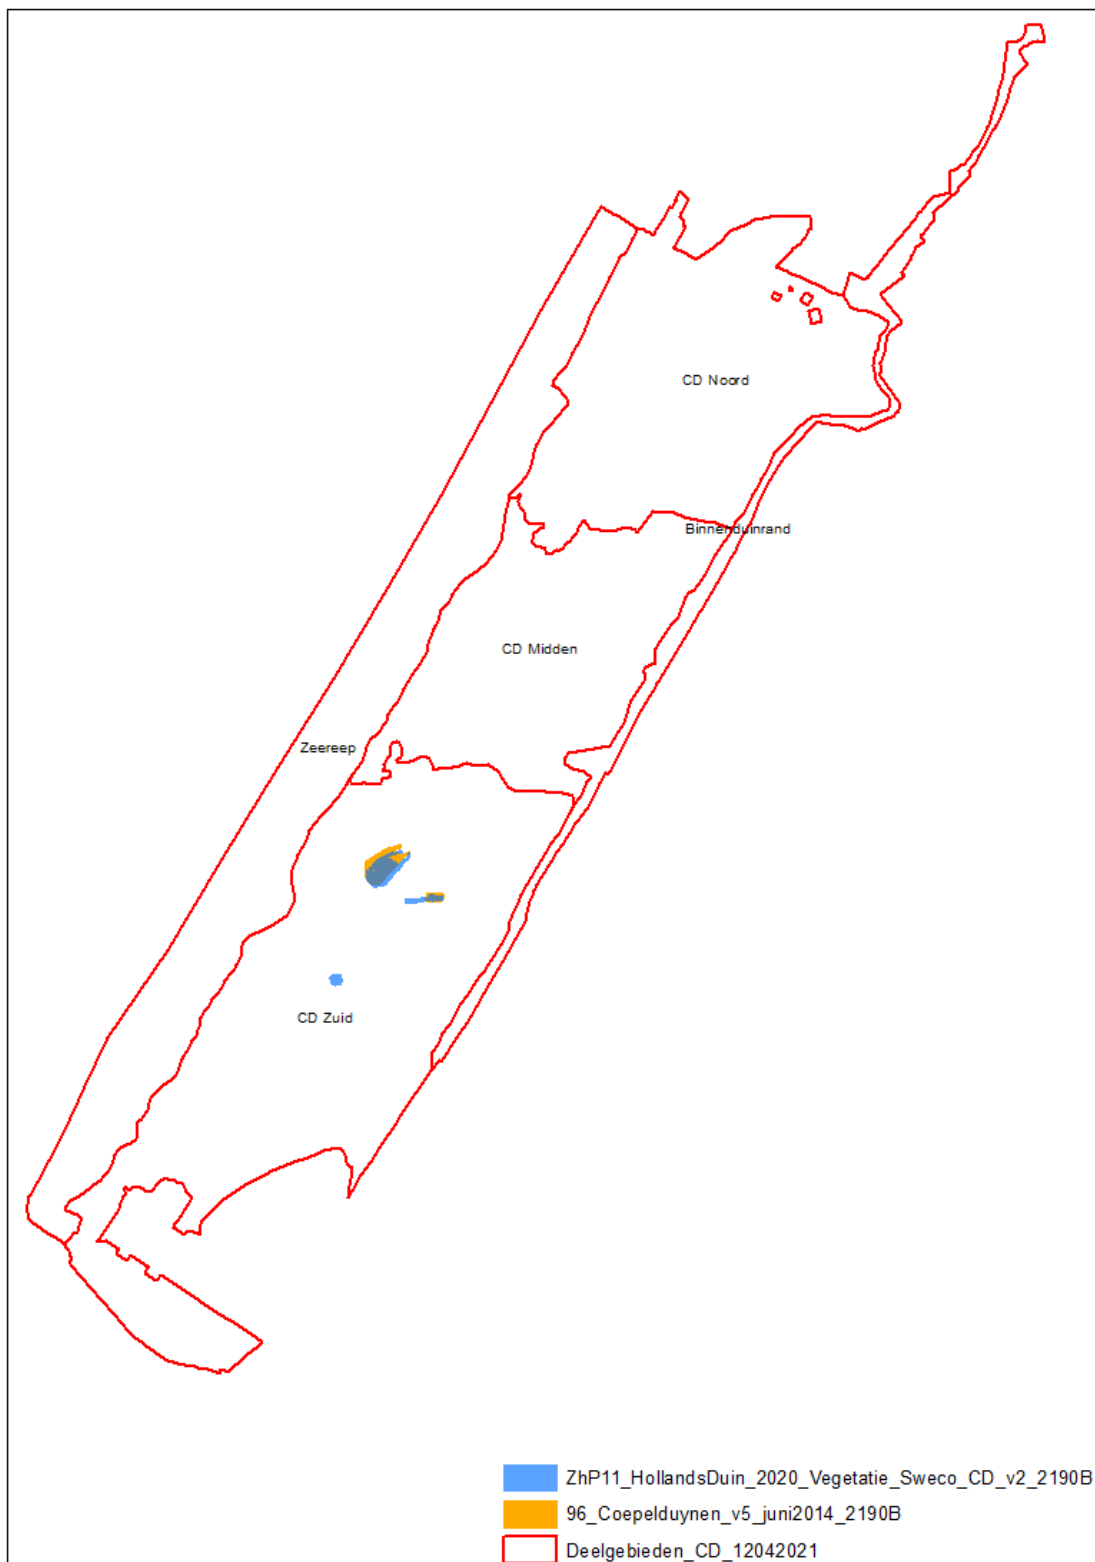 CD Noord
Binnenduinrand
CD Midden
Zeereep
CD Zuid
ZhP11_HollandsDuin_2020_Vegetatie_Sweco_CD_v2_2190B
96_Coepelduynen_v5_juni2014_2190B
Deelgebieden_CD_12042021